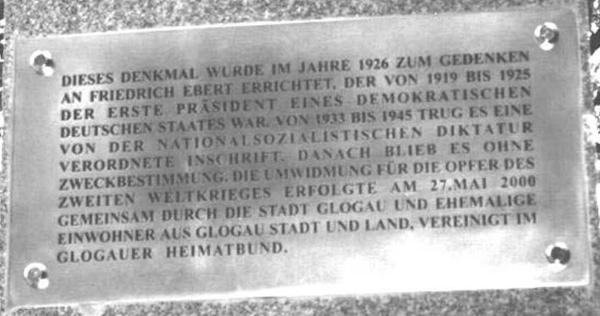 DIESES DENKMAL WURDE IM JAHRE 1926 ZUM GEDENKEN
AN FRIEDRICH EBERT ERRICHTET, DER VON 1919 BIS 1925
DER ERSTE PRÄSIDENT EINES DEMOKRATISCHEN
DEUTSCHEN STAATES WAR. VON 1933 BIS 1945 TRUG ES EINE
VON DER NATIONALSOZIALISTISCHEN DIKTATUR
VERORDNETE INSCHRIFT. DANACH BLIEB ES OHNE
ZWECKBESTIMMUNG. DIE UMWIDMUNG FÜR DIE OPFER DES
ZWEITEN WELTKRIEGES ERFOLGTE AM 27.MAI 2000
GEMEINSAM DURCH DIE STADT GLOGAU UND EHEMALIGE
EINWOHNER AUS GLOGAU STADT UND LAND, VEREINIGT IM
GLOGAUER HEIMATBUND.